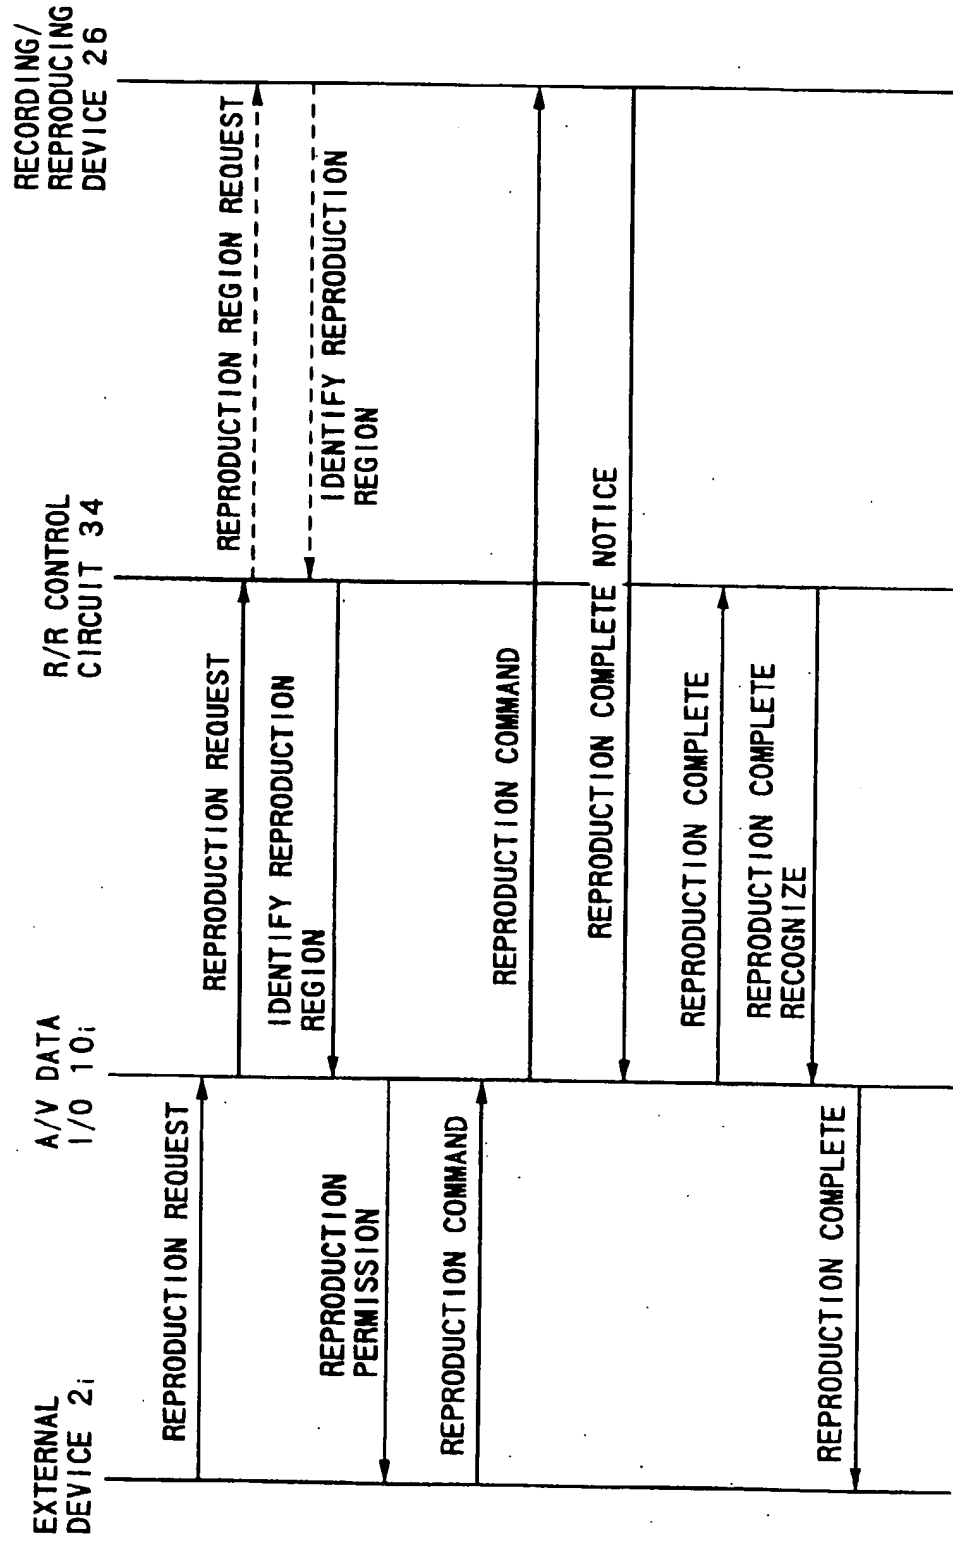 EXTERNAL
DEVICE 2i
A/V DATA
I/O 10i
R/R CONTROL
CIRCUIT 34
RECORDING/
REPRODUCING
DEVICE 26
REPRODUCTION REQUEST
REPRODUCTION REQUEST
REPRODUCTION REGION REQUEST
IDENTIFY REPRODUCTION
REGION
IDENTIFY REPRODUCTION
REGION
REPRODUCTION
PERMISSION
REPRODUCTION COMMAND
REPRODUCTION COMMAND
REPRODUCTION COMPLETE NOTICE
REPRODUCTION COMPLETE
REPRODUCTION COMPLETE
RECOGNIZE
REPRODUCTION COMPLETE